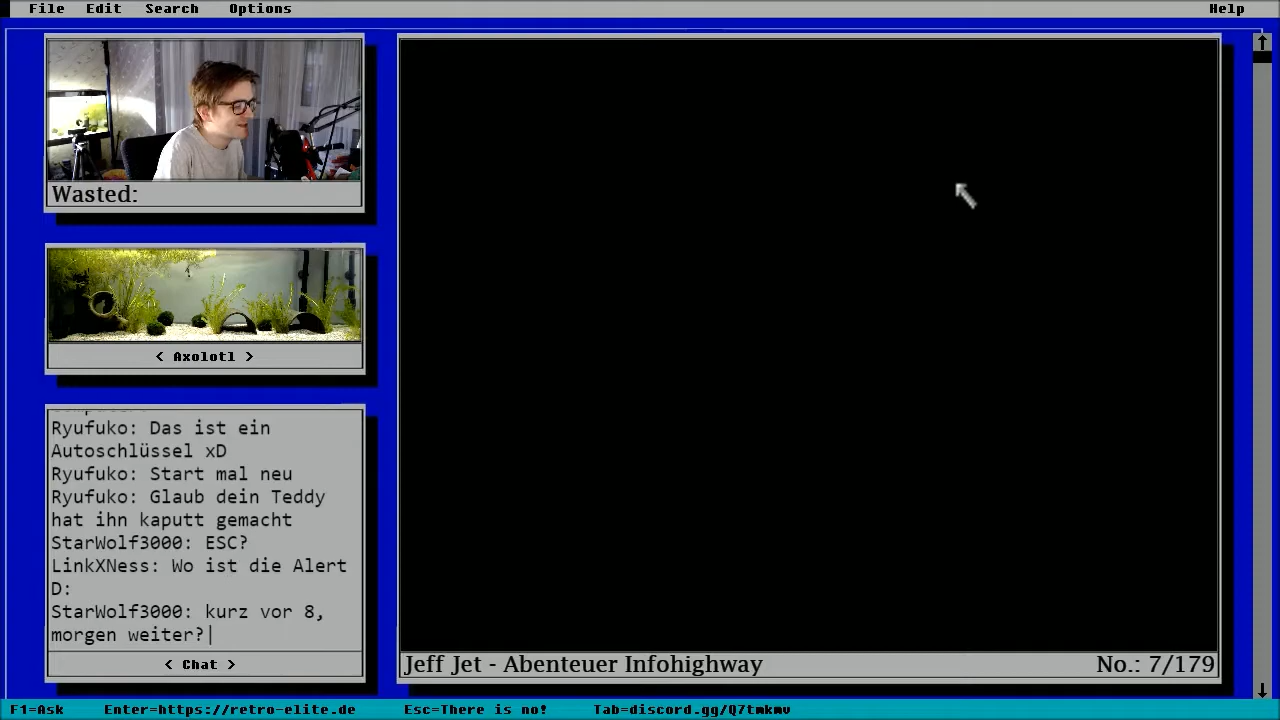 File Edit Search Options Help
Wasted:
< Axolotl >
Ryufuko: Das ist ein
Autoschlüssel xD
Ryufuko: Start mal neu
Ryufuko: Glaub dein Teddy
hat ihn kaputt gemacht
StarWolf3000: ESC?
LinkXNess: Wo ist die Alert
D:
StarWolf3000: kurz vor 8,
morgen weiter?|
< Chat >
Jeff Jet - Abenteuer Infohighway No.: 7/179
F1=Ask Enter=https://retro-elite.de Esc=There is no! Tab=discord.gg/Q7tmkmv